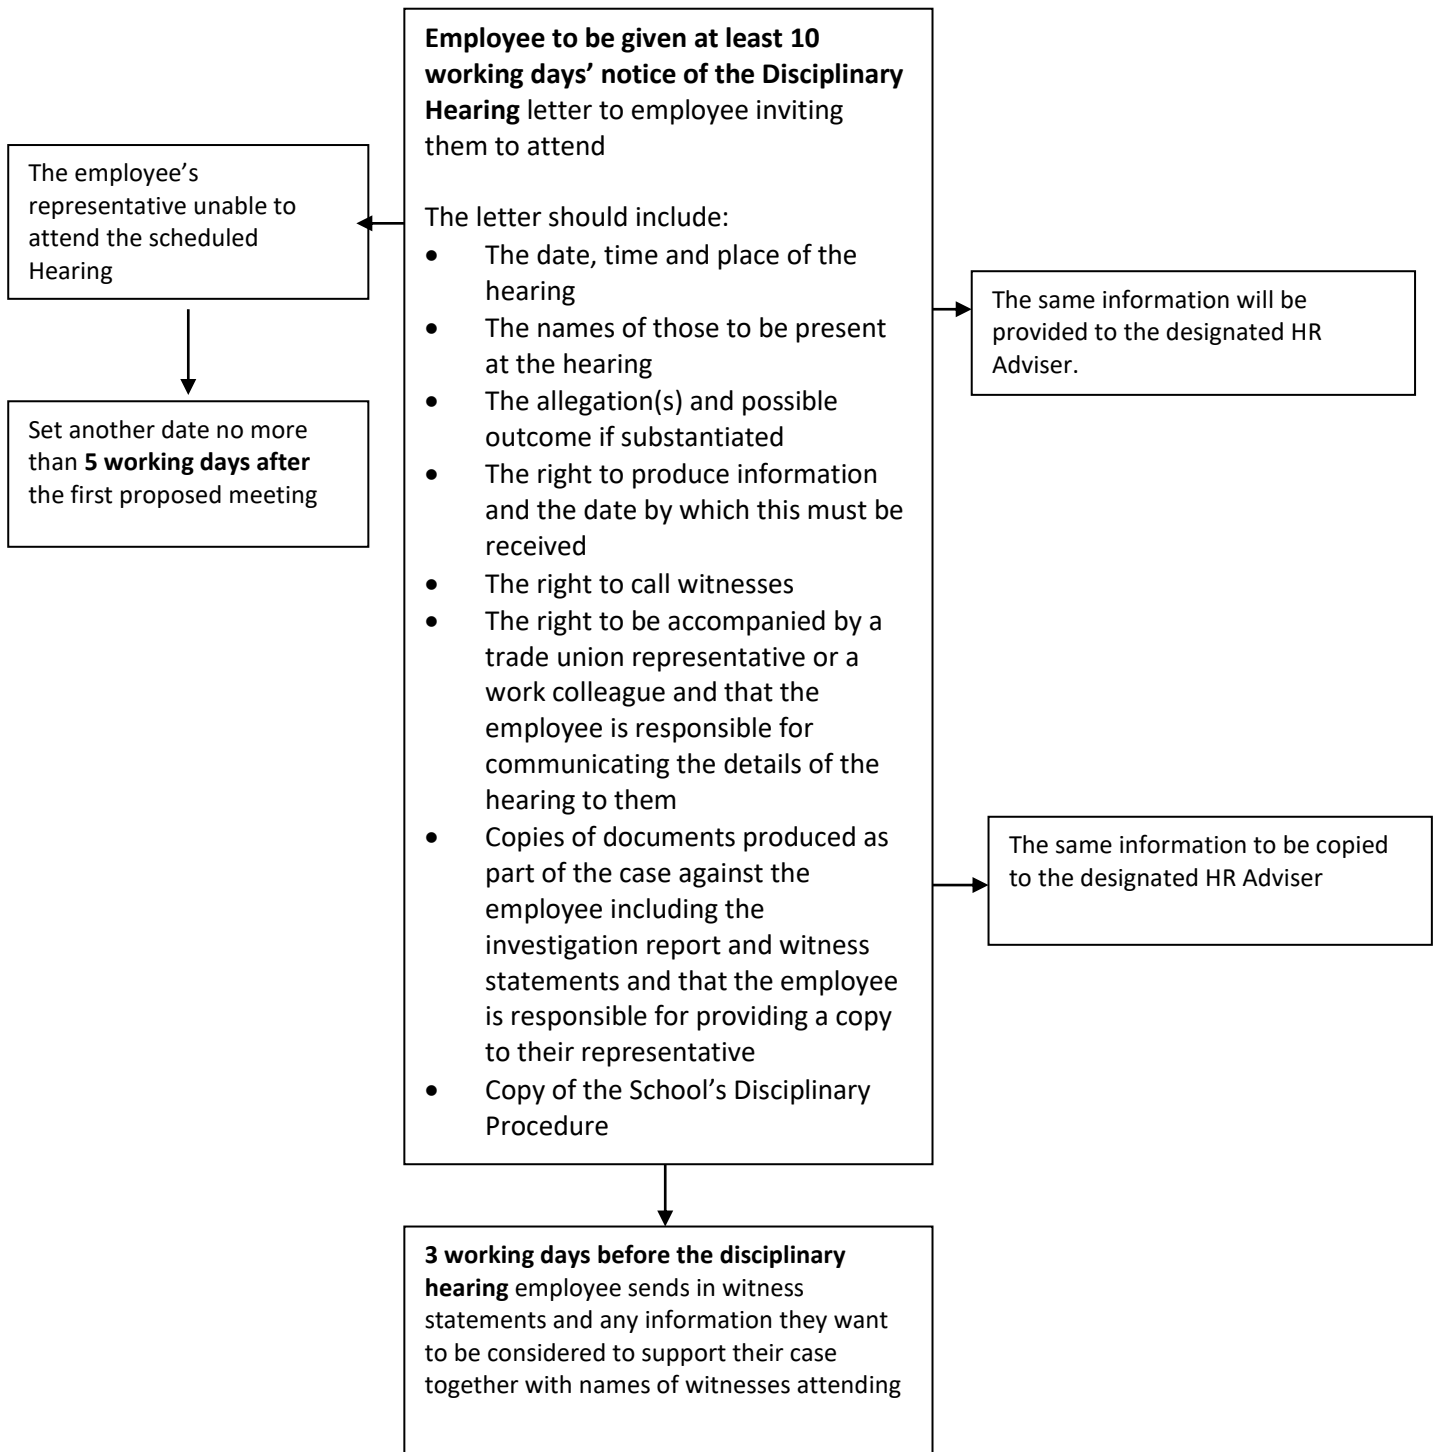 Employee to be given at least 10
working days’ notice of the Disciplinary
Hearing letter to employee inviting
them to attend
The letter should include:
• The date, time and place of the
hearing
• The names of those to be present
at the hearing
• The allegation(s) and possible
outcome if substantiated
• The right to produce information
and the date by which this must be
received
• The right to call witnesses
• The right to be accompanied by a
trade union representative or a
work colleague and that the
employee is responsible for
communicating the details of the
hearing to them
• Copies of documents produced as
part of the case against the
employee including the
investigation report and witness
statements and that the employee
is responsible for providing a copy
to their representative
• Copy of the School’s Disciplinary
Procedure
The employee’s
representative unable to
attend the scheduled
Hearing
Set another date no more
than 5 working days after
the first proposed meeting
The same information will be
provided to the designated HR
Adviser.
The same information to be copied
to the designated HR Adviser
3 working days before the disciplinary
hearing employee sends in witness
statements and any information they want
to be considered to support their case
together with names of witnesses attending